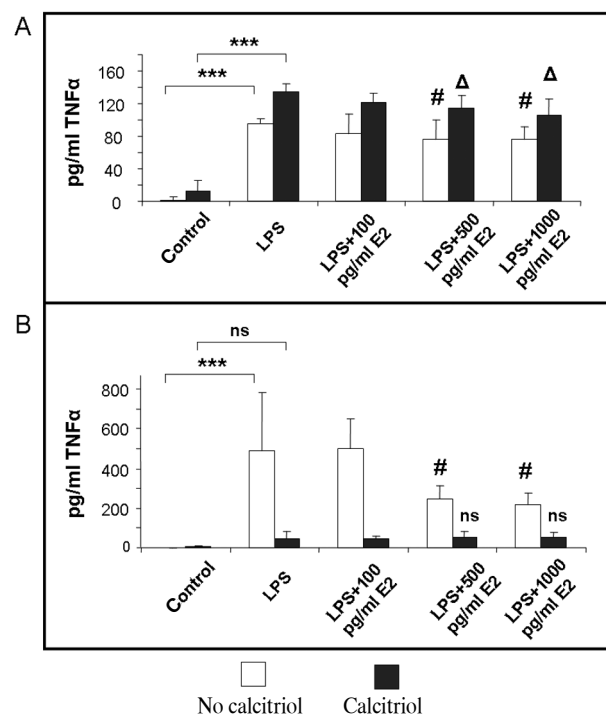 A
***
***
pg/ml TNFα
160
120
80
40
0
# Δ
# Δ
Control
LPS
LPS+100
pg/ml E2
LPS+500
pg/ml E2
LPS+1000
pg/ml E2
B
ns
***
pg/ml TNFα
800
600
400
200
0
#
ns
#
ns
Control
LPS
LPS+100
pg/ml E2
LPS+500
pg/ml E2
LPS+1000
pg/ml E2
No calcitriol
Calcitriol